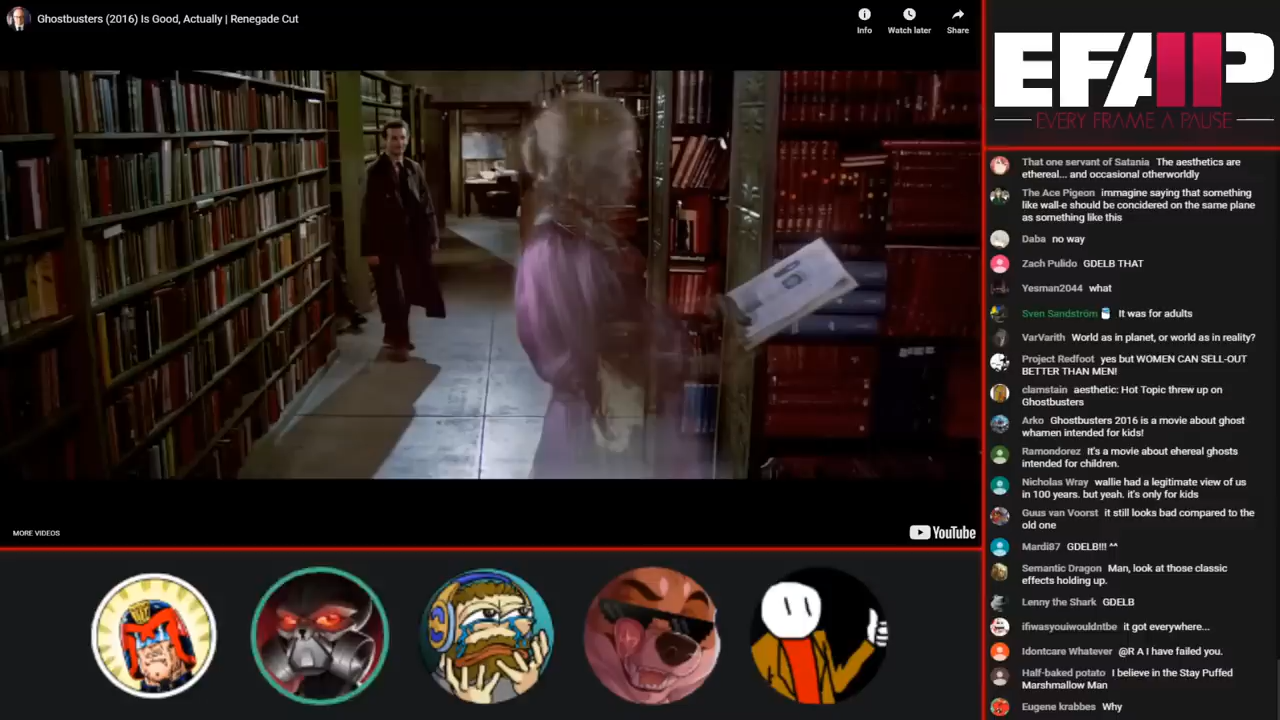 Ghostbusters (2016) Is Good, Actually | Renegade Cut
Info
Watch later
Share
MORE VIDEOS
YouTube
EFAP
EVERY FRAME A PAUSE
That one servant of Satania The aesthetics are
ethereal... and occasional otherworldly
The Ace Pigeon immagine saying that something
like wall-e should be concidered on the same plane
as something like this
Daba no way
Zach Pulido GDELB THAT
Yesman2044 what
Sven Sandström It was for adults
VarVarith World as in planet, or world as in reality?
Project Redfoot yes but WOMEN CAN SELL-OUT
BETTER THAN MEN!
clamstain aesthetic: Hot Topic threw up on
Ghostbusters
Arko Ghostbusters 2016 is a movie about ghost
whamen intended for kids!
Ramondorez It's a movie about ehereal ghosts
intended for children.
Nicholas Wray wallie had a legitimate view of us
in 100 years. but yeah. it's only for kids
Guus van Voorst it still looks bad compared to the
old one
Mardi87 GDELB!!! ^^
Semantic Dragon Man, look at those classic
effects holding up.
Lenny the Shark GDELB
ifiwasyouiwouldntbe it got everywhere...
Idontcare Whatever @R A I have failed you.
Half-baked potato I believe in the Stay Puffed
Marshmallow Man
Eugene krabbes Why